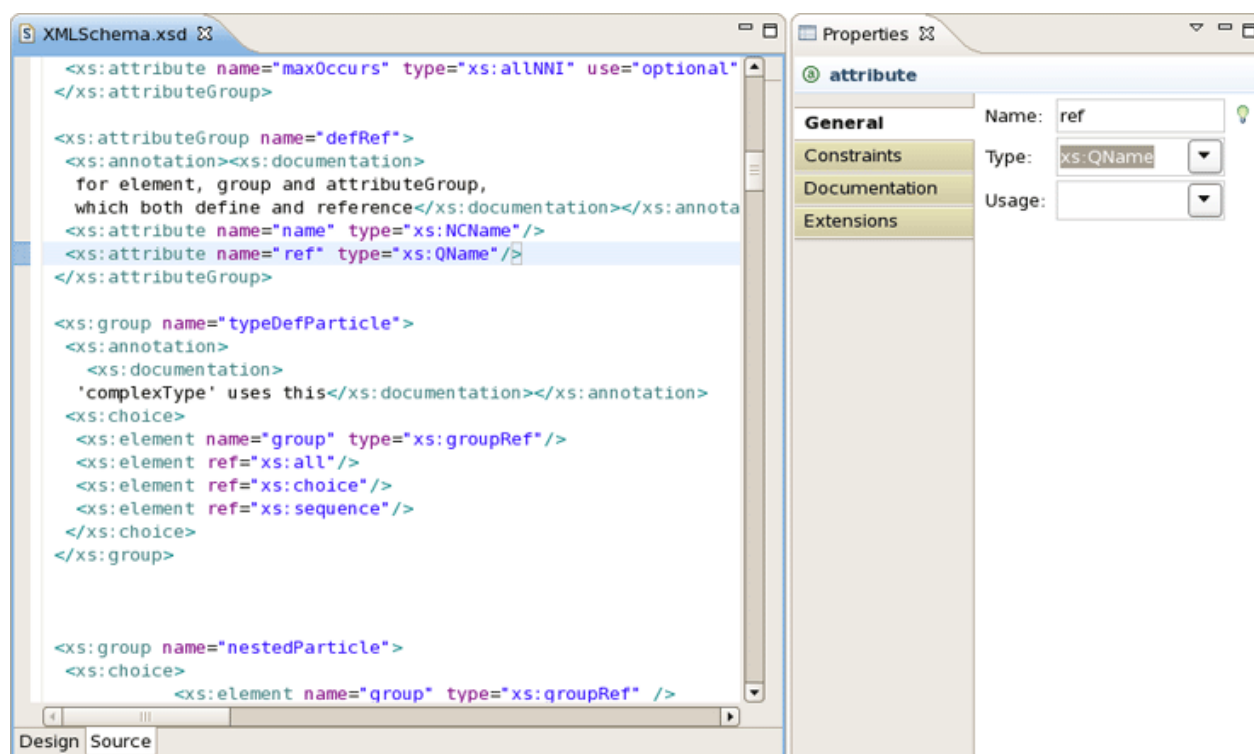 XMLSchema.xsd
<xs:attribute name="maxOccurs" type="xs:allNNI" use="optional"
</xs:attributeGroup>
<xs:attributeGroup name="defRef">
<xs:annotation><xs:documentation>
for element, group and attributeGroup,
which both define and reference</xs:documentation></xs:annota
<xs:attribute name="name" type="xs:NCName"/>
<xs:attribute name="ref" type="xs:QName"/>
</xs:attributeGroup>
<xs:group name="typeDefParticle">
<xs:annotation>
<xs:documentation>
'complexType' uses this</xs:documentation></xs:annotation>
<xs:choice>
<xs:element name="group" type="xs:groupRef"/>
<xs:element ref="xs:all"/>
<xs:element ref="xs:choice"/>
<xs:element ref="xs:sequence"/>
</xs:choice>
</xs:group>
<xs:group name="nestedParticle">
<xs:choice>
<xs:element name="group" type="xs:groupRef" />
Design Source
Properties
attribute
General
Constraints
Documentation
Extensions
Name: ref
Type: xs:QName
Usage: